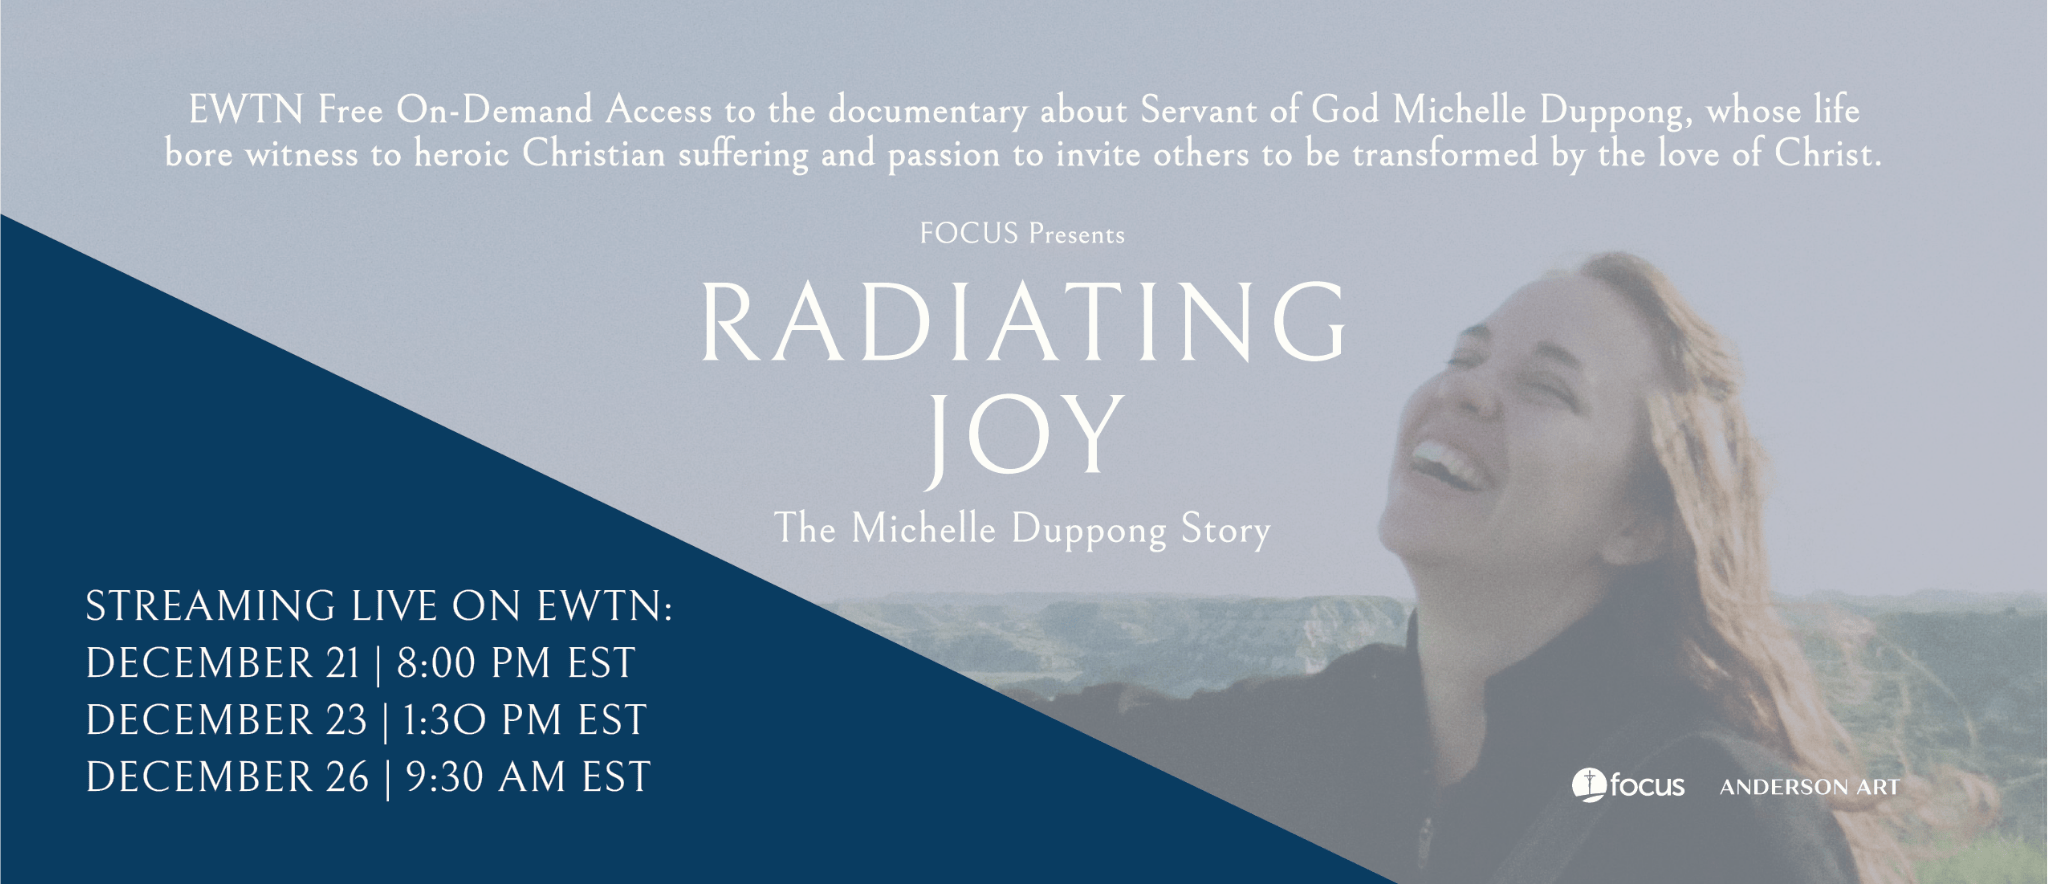 EWTN Free On-Demand Access to the documentary about Servant of God Michelle Duppong, whose life
bore witness to heroic Christian suffering and passion to invite others to be transformed by the love of Christ.
FOCUS Presents
RADIATING
JOY
The Michelle Duppong Story
STREAMING LIVE ON EWTN:
DECEMBER 21 | 8:00 PM EST
DECEMBER 23 | 1:30 PM EST
DECEMBER 26 | 9:30 AM EST
focus ANDERSON ART